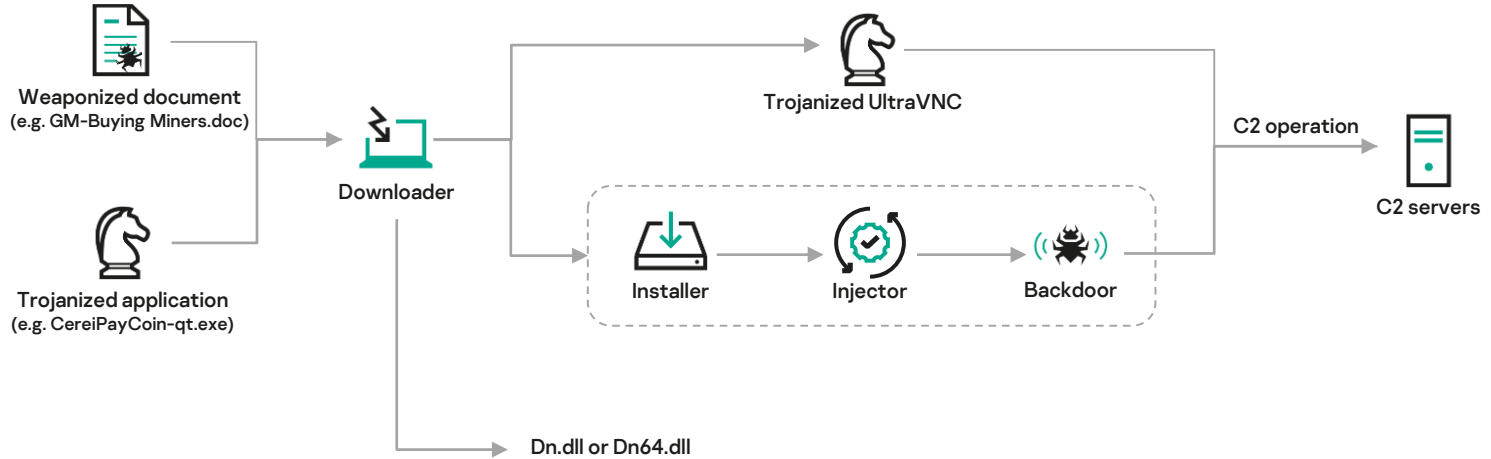 Weaponized document
(e.g. GM-Buying Miners.doc)
Trojanized application
(e.g. CereiPayCoin-qt.exe)
Downloader
Trojanized UltraVNC
Installer
Injector
Backdoor
C2 operation
C2 servers
Dn.dll or Dn64.dll